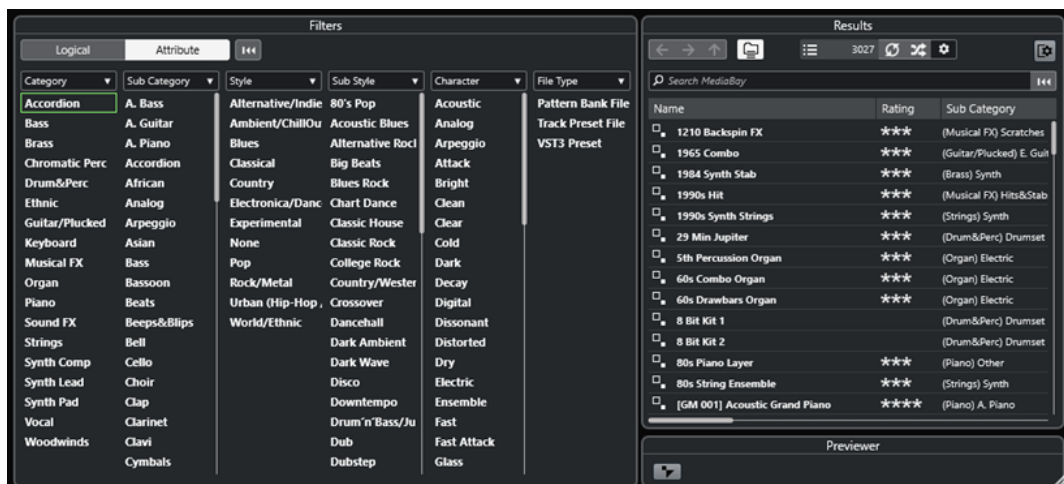 Filters
Logical
Attribute
Category
Sub Category
Style
Sub Style
Character
File Type
Accordion
Bass
Brass
Chromatic Perc
Drum&Perc
Ethnic
Guitar/Plucked
Keyboard
Musical FX
Organ
Piano
Sound FX
Strings
Synth Comp
Synth Lead
Synth Pad
Vocal
Woodwinds
A. Bass
A. Guitar
A. Piano
Accordion
African
Analog
Arpeggio
Asian
Bass
Bassoon
Beats
Beeps&Blips
Bell
Cello
Choir
Clap
Clarinet
Clavi
Cymbals
Alternative/Indie
Ambient/ChillOu
Blues
Classical
Country
Electronica/Danc
Experimental
None
Pop
Rock/Metal
Urban (Hip-Hop ,
World/Ethnic
80's Pop
Acoustic Blues
Alternative Rocl
Big Beats
Blues Rock
Chart Dance
Classic House
Classic Rock
College Rock
Country/Wester
Crossover
Dancehall
Dark Ambient
Dark Wave
Disco
Downtempo
Drum´n´Bass/Ju
Dub
Dubstep
Acoustic
Analog
Arpeggio
Attack
Bright
Clean
Clear
Cold
Dark
Decay
Digital
Dissonant
Distorted
Dry
Electric
Ensemble
Fast
Fast Attack
Glass
Pattern Bank File
Track Preset File
VST3 Preset
Results
3027
Search MediaBay
Name Rating Sub Category
1210 Backspin FX *** (Musical FX) Scratches
1965 Combo *** (Guitar/Plucked) E. Guit
1984 Synth Stab *** (Brass) Synth
1990s Hit *** (Musical FX) Hits&Stab
1990s Synth Strings *** (Strings) Synth
29 Min Jupiter *** (Drum&Perc) Drumset
5th Percussion Organ *** (Organ) Electric
60s Combo Organ *** (Organ) Electric
60s Drawbars Organ *** (Organ) Electric
8 Bit Kit 1 (Drum&Perc) Drumset
8 Bit Kit 2 (Drum&Perc) Drumset
80s Piano Layer *** (Piano) Other
80s String Ensemble *** (Strings) Synth
[GM 001] Acoustic Grand Piano **** (Piano) A. Piano
Previewer